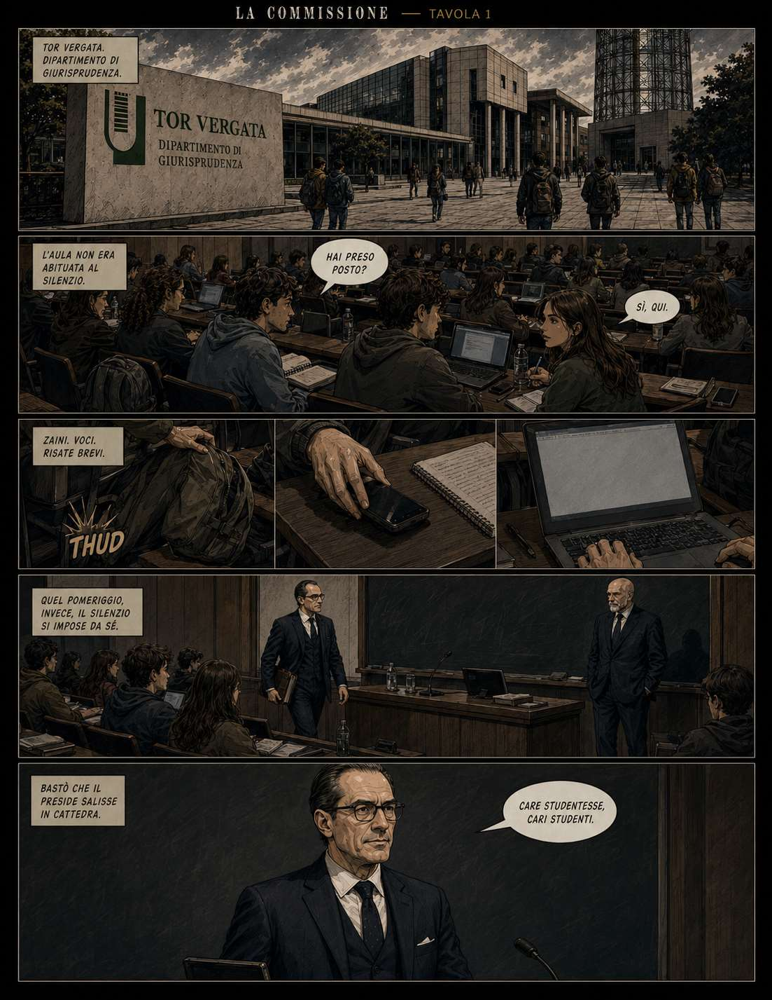 LA COMMISSIONE — TAVOLA 1
TOR VERGATA.
DIPARTIMENTO DI
GIURISPRUDENZA.
TOR VERGATA
DIPARTIMENTO DI
GIURISPRUDENZA
L'AULA NON ERA
ABITUATA AL
SILENZIO.
HAI PRESO
POSTO?
SÌ, QUI.
ZAINI. VOCI.
RISATE BREVI.
THUD
QUEL POMERIGGIO,
INVECE, IL SILENZIO
SI IMPOSE DA SÉ.
BASTÒ CHE IL
PRESIDE SALISSE
IN CATTEDRA.
CARE STUDENTESSE,
CARI STUDENTI.